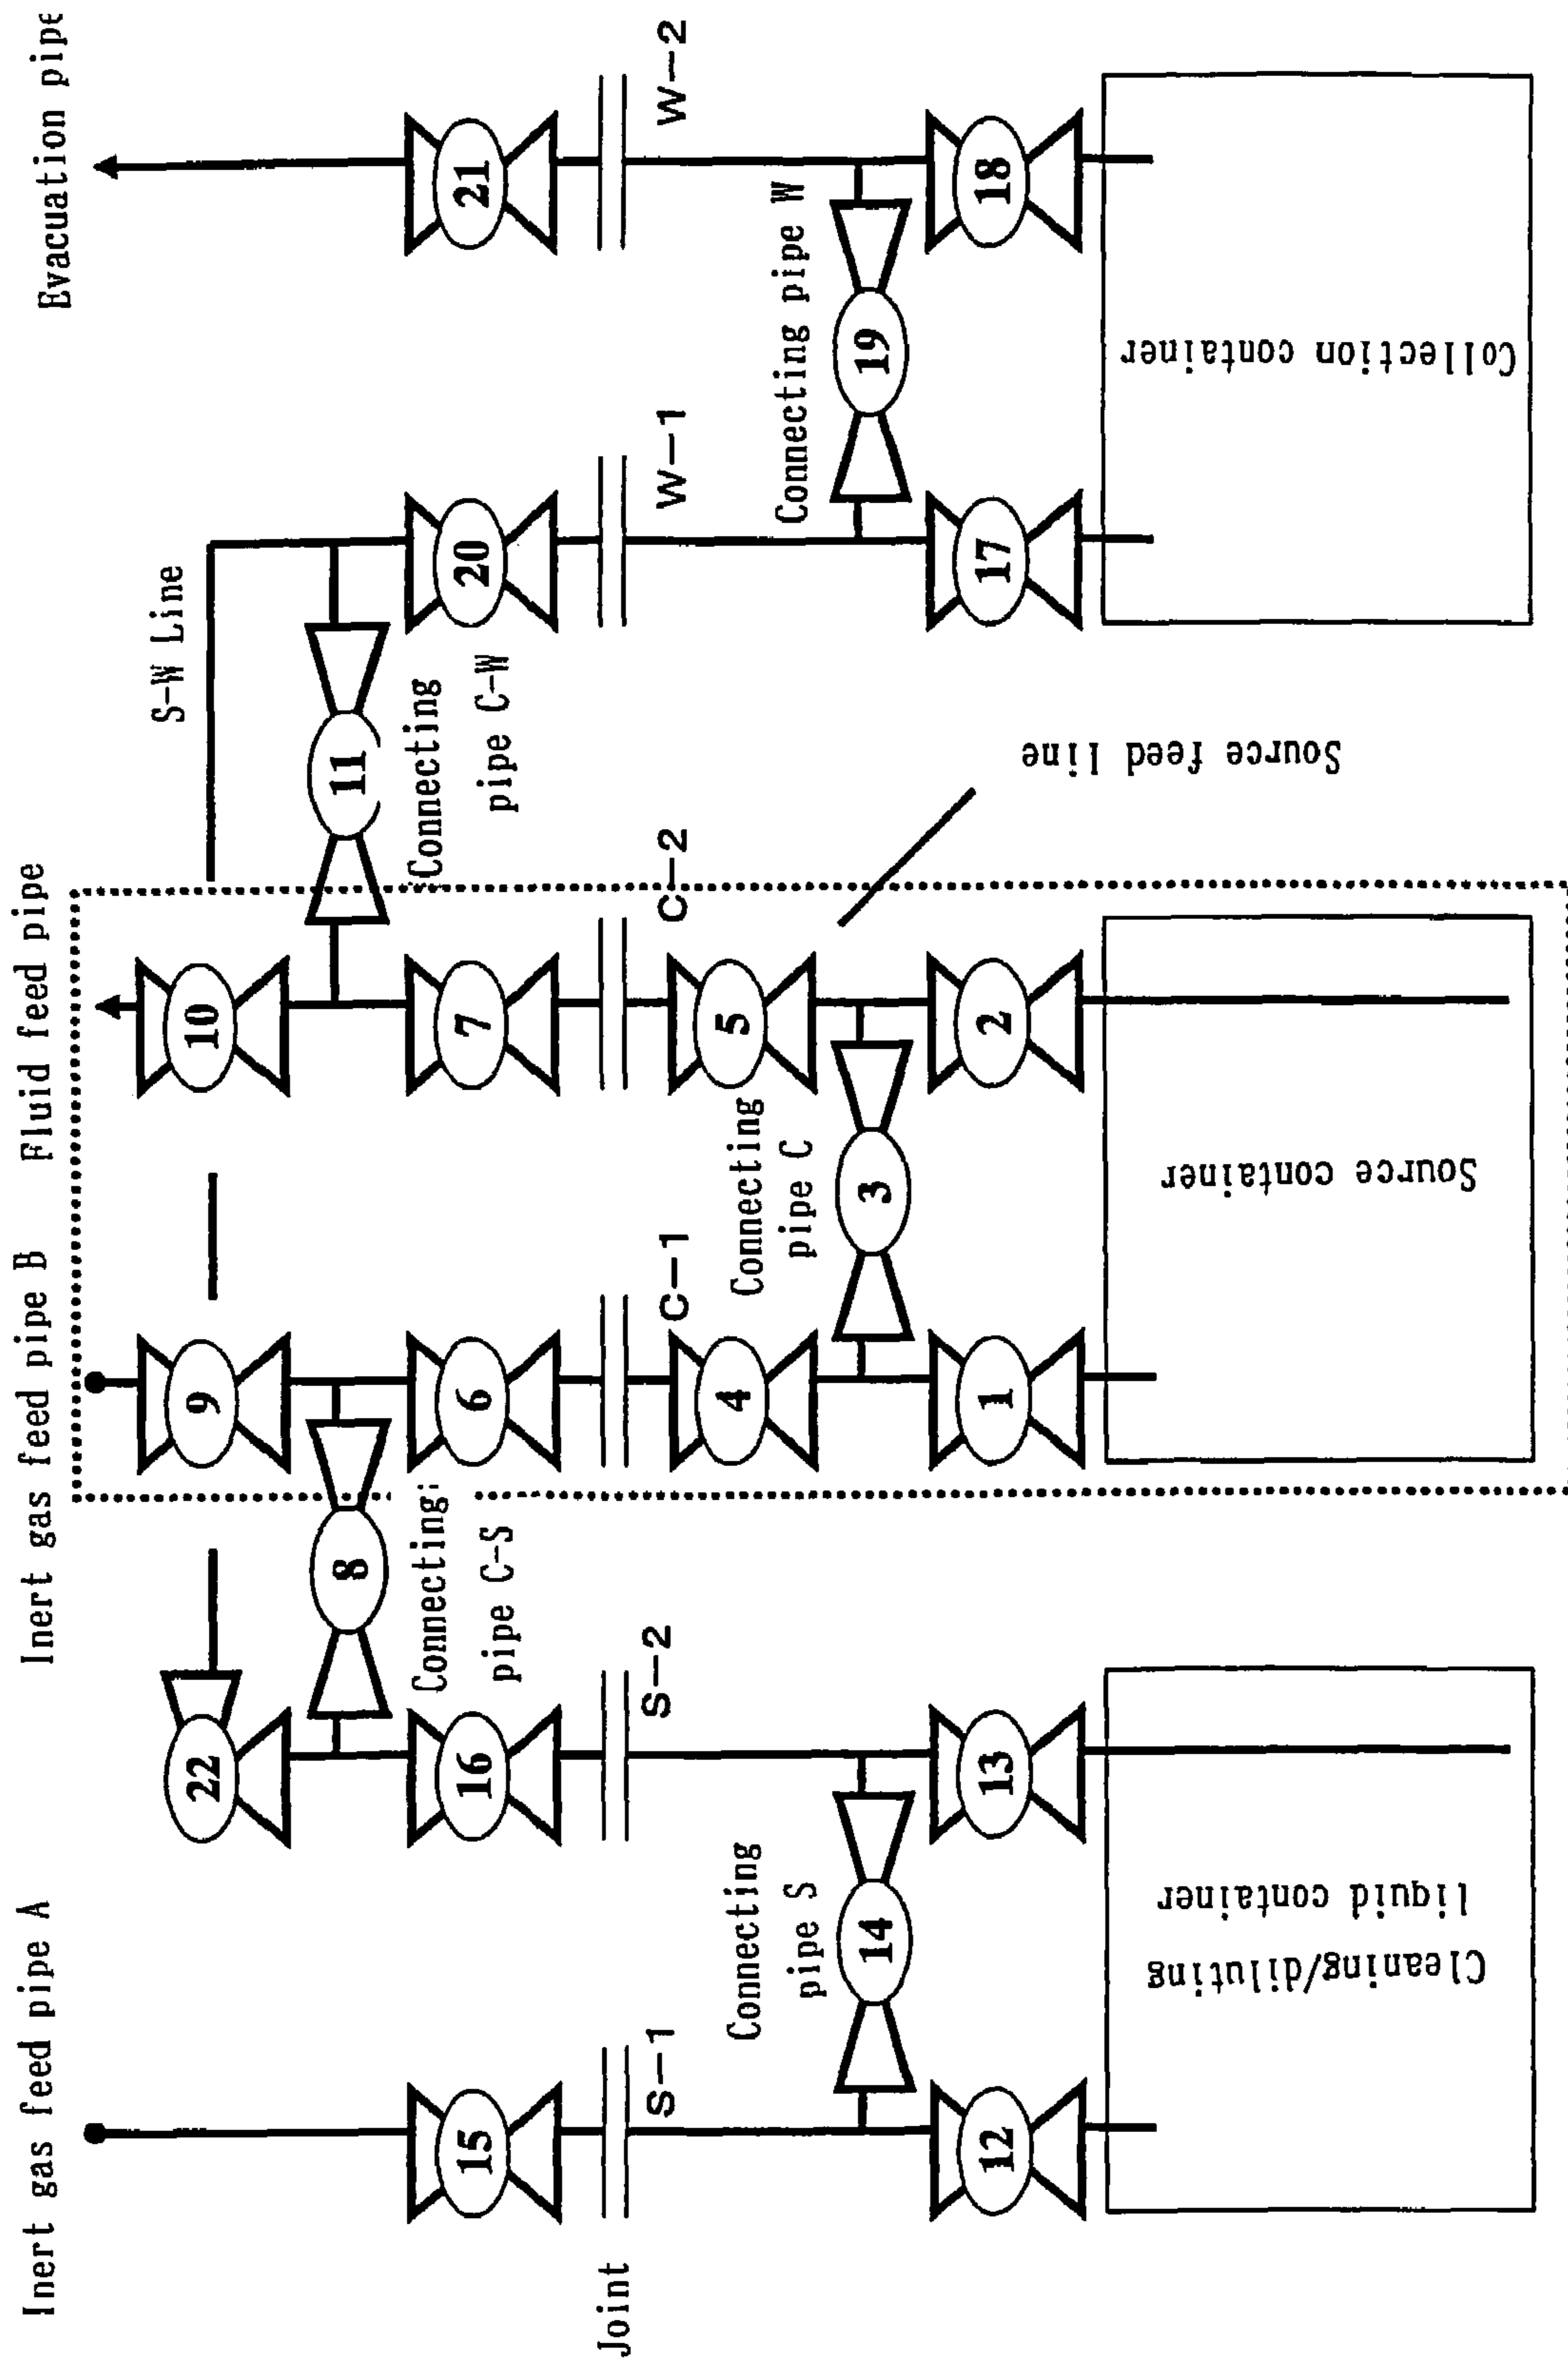 Inert gas feed pipe A
Inert gas feed pipe B
Fluid feed pipe
Evacuation pipe
S-W Line
22
9
10
8
11
Connecting
pipe C-S
Connecting
pipe C-W
15
16
6
7
20
21
Joint
S-1
S-2
C-1
C-2
W-1
W-2
4
5
Connecting
pipe S
Connecting
pipe C
Connecting pipe W
14
3
19
12
13
1
2
17
18
Source feed line
Cleaning/diluting
liquid container
Source container
Collection container